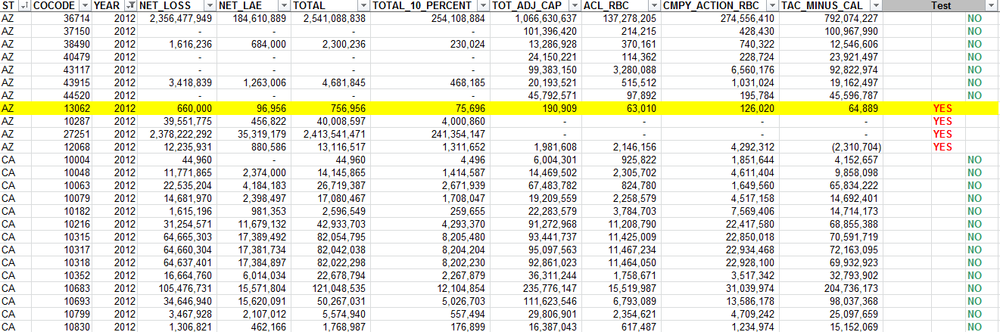 ST COCODE YEAR NET_LOSS NET_LAE TOTAL TOTAL_10_PERCENT TOT_ADJ_CAP ACL_RBC CMPY_ACTION_RBC TAC_MINUS_CAL Test
AZ 36714 2012 2,356,477,949 184,610,889 2,541,088,838 254,108,884 1,066,630,637 137,278,205 274,556,410 792,074,227 NO
AZ 37150 2012 - - - - 101,396,420 214,215 428,430 100,967,990 NO
AZ 38490 2012 1,616,236 684,000 2,300,236 230,024 13,286,928 370,161 740,322 12,546,606 NO
AZ 40479 2012 - - - - 24,150,221 114,362 228,724 23,921,497 NO
AZ 43117 2012 - - - - 99,383,150 3,280,088 6,560,176 92,822,974 NO
AZ 43915 2012 3,418,839 1,263,006 4,681,845 468,185 20,193,521 515,512 1,031,024 19,162,497 NO
AZ 44520 2012 - - - - 45,792,571 97,892 195,784 45,596,787 NO
AZ 13062 2012 660,000 96,956 756,956 75,696 190,909 63,010 126,020 64,889 YES
AZ 10287 2012 39,551,775 456,822 40,008,597 4,000,860 - - - - YES
AZ 27251 2012 2,378,222,292 35,319,179 2,413,541,471 241,354,147 - - - - YES
AZ 12068 2012 12,235,931 880,586 13,116,517 1,311,652 1,981,608 2,146,156 4,292,312 (2,310,704) YES
CA 10004 2012 44,960 - 44,960 4,496 6,004,301 925,822 1,851,644 4,152,657 NO
CA 10048 2012 11,771,865 2,374,000 14,145,865 1,414,587 14,469,502 2,305,702 4,611,404 9,858,098 NO
CA 10063 2012 22,535,204 4,184,183 26,719,387 2,671,939 67,483,782 824,780 1,649,560 65,834,222 NO
CA 10079 2012 14,681,970 2,398,497 17,080,467 1,708,047 19,209,559 2,258,579 4,517,158 14,692,401 NO
CA 10182 2012 1,615,196 981,353 2,596,549 259,655 22,283,579 3,784,703 7,569,406 14,714,173 NO
CA 10216 2012 31,254,571 11,679,132 42,933,703 4,293,370 91,272,968 11,208,790 22,417,580 68,855,388 NO
CA 10315 2012 64,665,303 17,389,492 82,054,795 8,205,480 93,441,737 11,425,009 22,850,018 70,591,719 NO
CA 10317 2012 64,660,304 17,381,734 82,042,038 8,204,204 95,097,563 11,467,234 22,934,468 72,163,095 NO
CA 10318 2012 64,637,401 17,384,897 82,022,298 8,202,230 92,861,023 11,464,050 22,928,100 69,932,923 NO
CA 10352 2012 16,664,760 6,014,034 22,678,794 2,267,879 36,311,244 1,758,671 3,517,342 32,793,902 NO
CA 10683 2012 105,476,731 15,571,804 121,048,535 12,104,854 235,776,147 15,519,987 31,039,974 204,736,173 NO
CA 10693 2012 34,646,940 15,620,091 50,267,031 5,026,703 111,623,546 6,793,089 13,586,178 98,037,368 NO
CA 10799 2012 3,467,928 2,107,012 5,574,940 557,494 29,806,901 2,354,621 4,709,242 25,097,659 NO
CA 10830 2012 1,306,821 462,166 1,768,987 176,899 16,387,043 617,487 1,234,974 15,152,069 NO